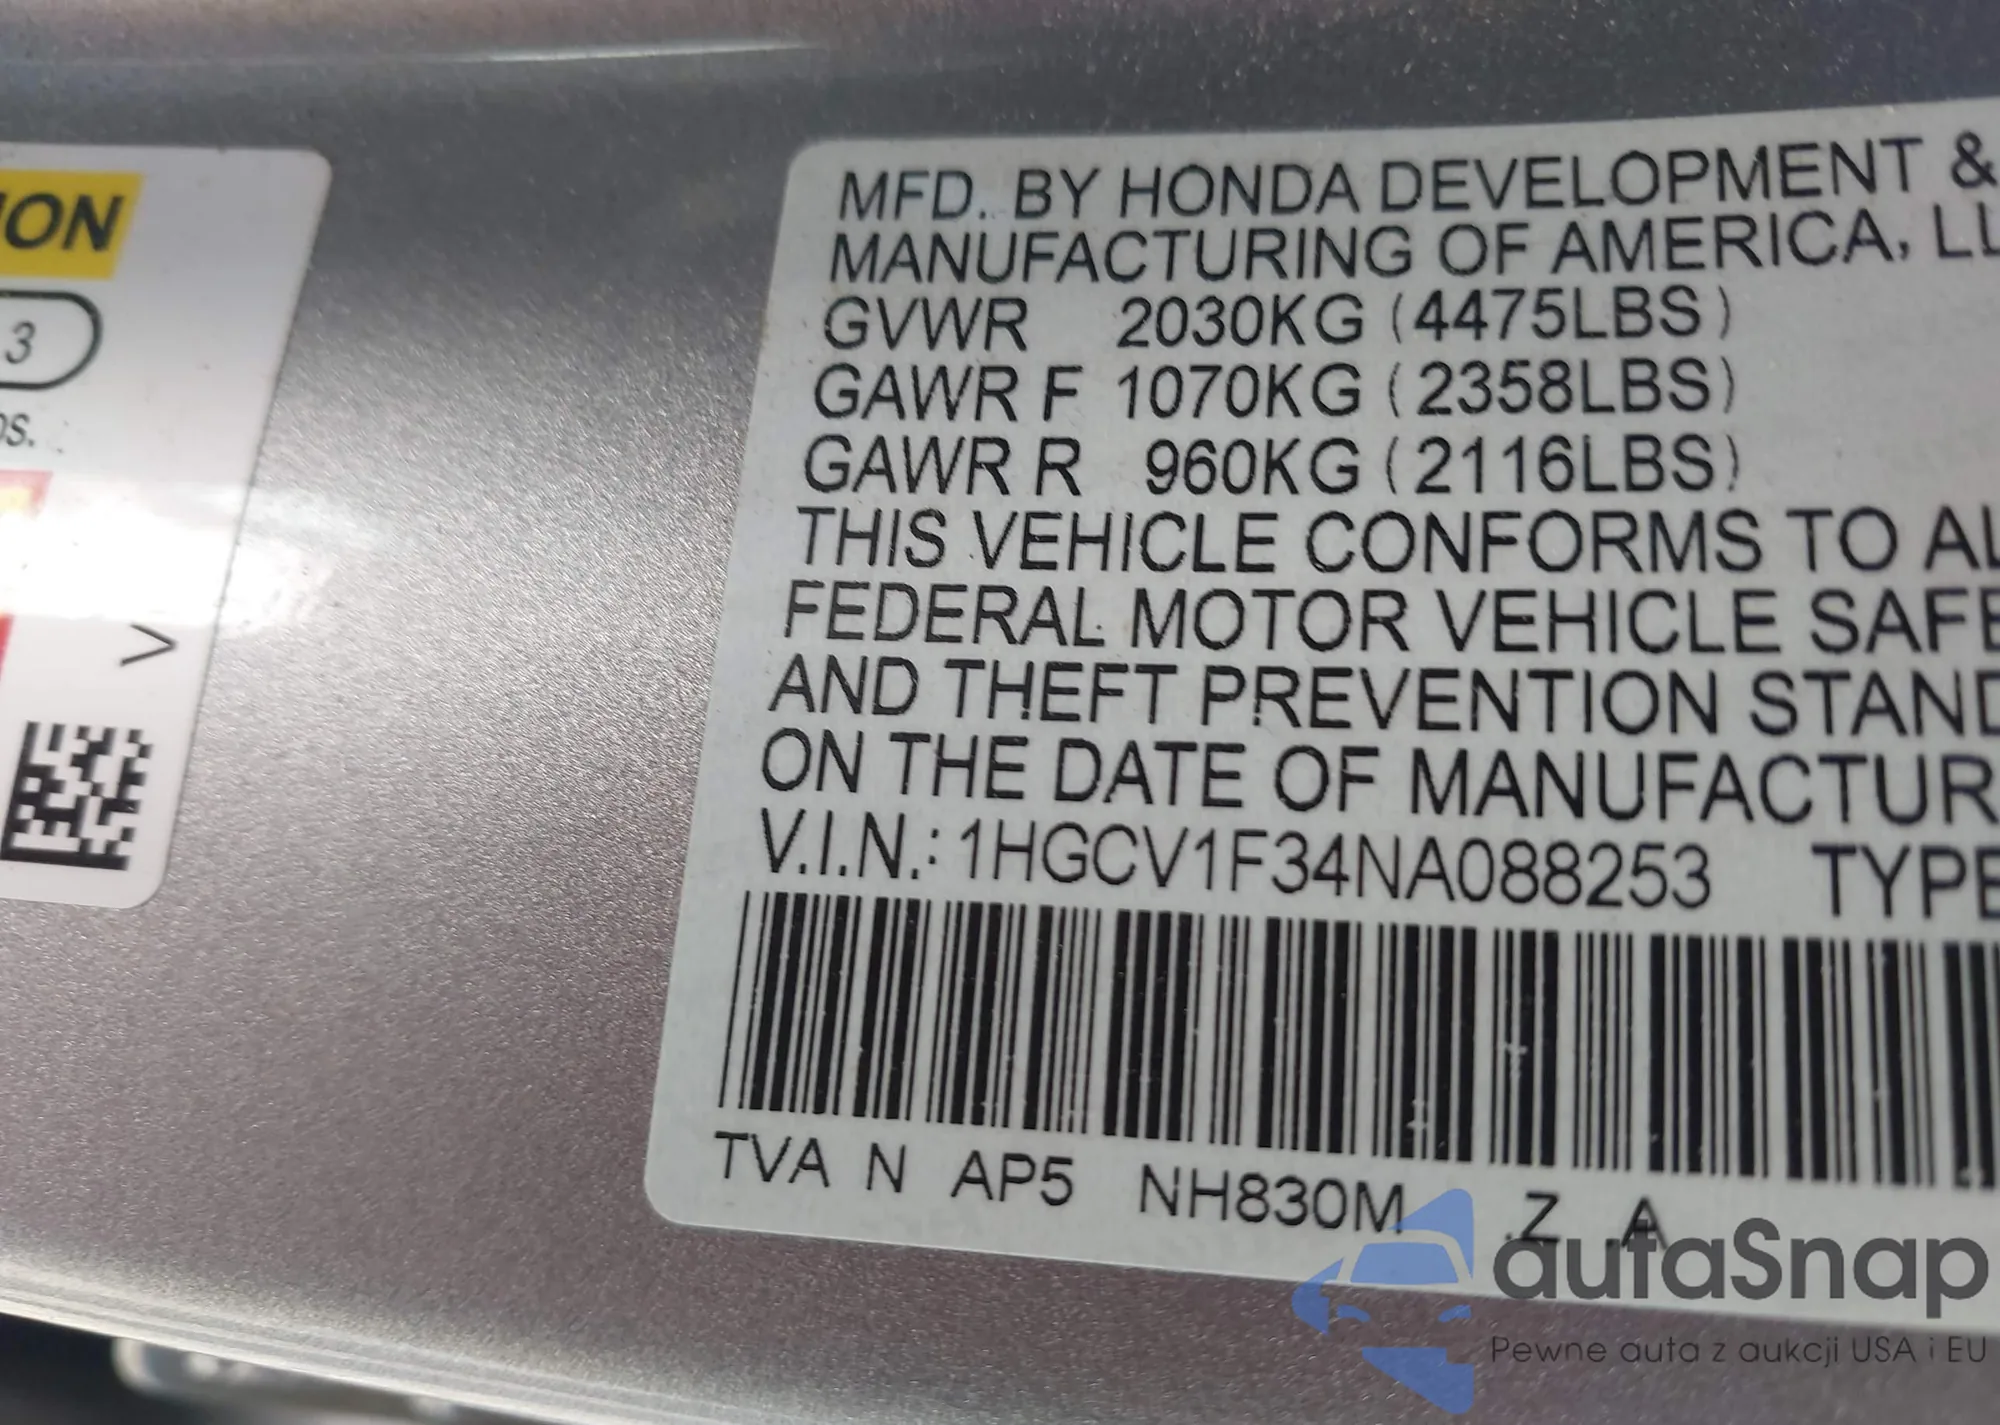 ION
3
os.
V
MFD. BY HONDA DEVELOPMENT &
MANUFACTURING OF AMERICA, LL
GVWR 2030KG (4475LBS)
GAWR F 1070KG (2358LBS)
GAWR R 960KG (2116LBS)
THIS VEHICLE CONFORMS TO AL
FEDERAL MOTOR VEHICLE SAFE
AND THEFT PREVENTION STAND
ON THE DATE OF MANUFACTUR
V.I.N.: 1HGCV1F34NA088253 TYPE
TVA N AP5 NH830M Z A
autaSnap
Pewne auta z aukcji USA i EU